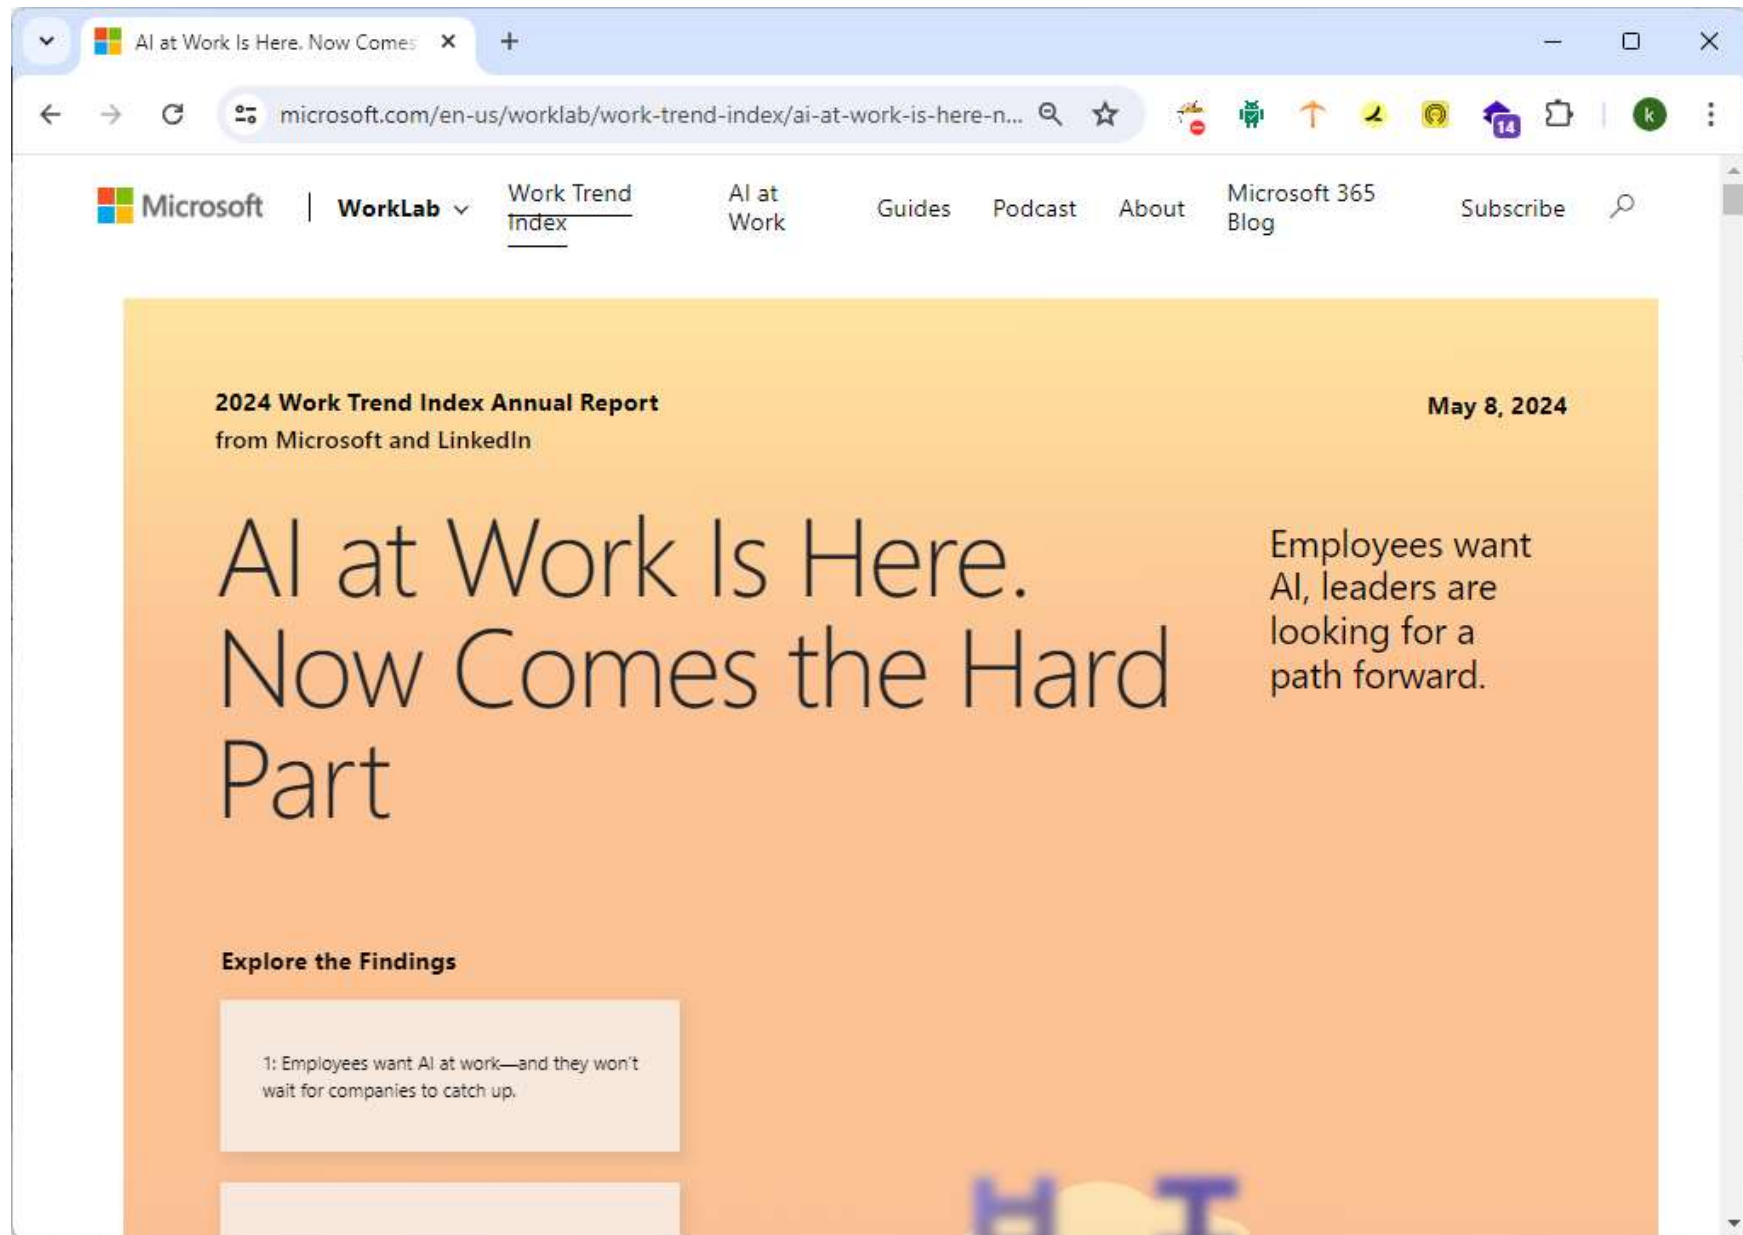 AI at Work Is Here. Now Comes
microsoft.com/en-us/worklab/work-trend-index/ai-at-work-is-here-n...
14
k
Microsoft
WorkLab
Work Trend
Index
AI at
Work
Guides
Podcast
About
Microsoft 365
Blog
Subscribe
2024 Work Trend Index Annual Report
from Microsoft and LinkedIn
May 8, 2024
AI at Work Is Here.
Now Comes the Hard
Part
Employees want
AI, leaders are
looking for a
path forward.
Explore the Findings
1: Employees want AI at work—and they won't
wait for companies to catch up.